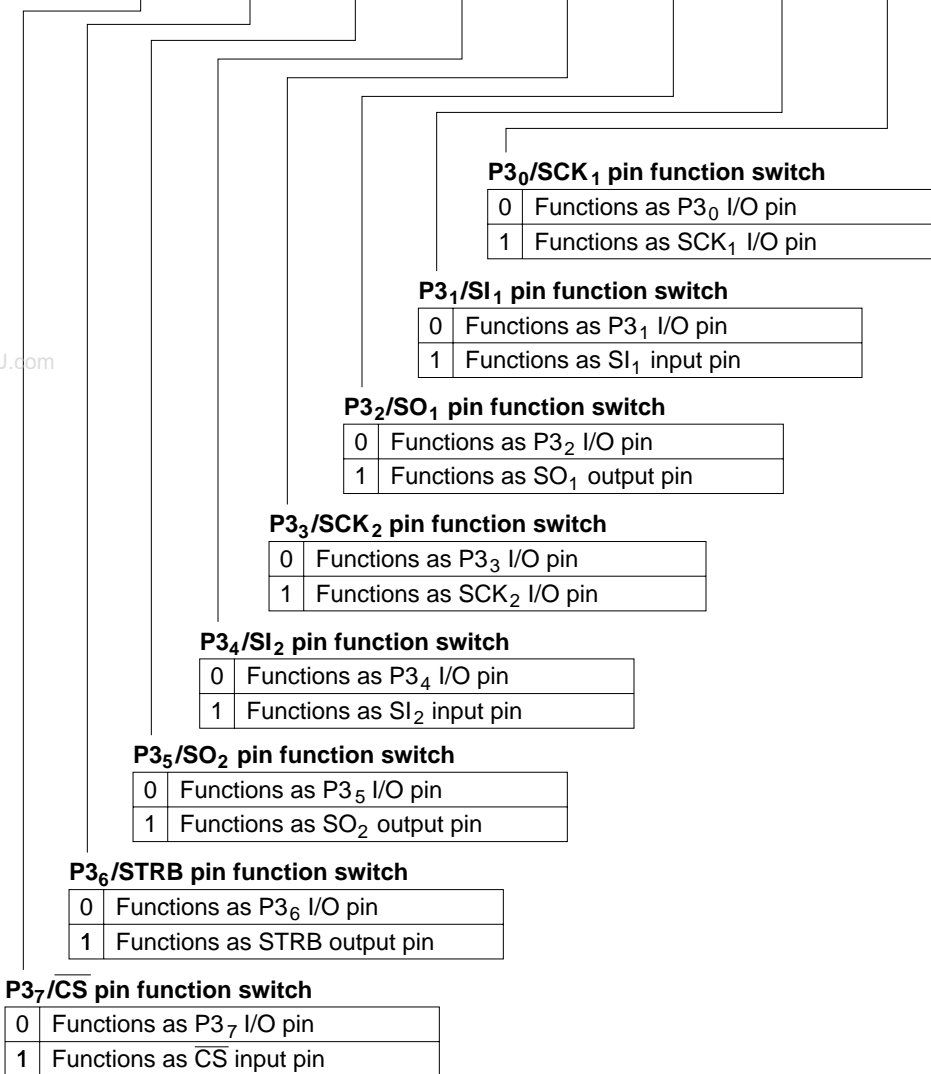 P3₀/SCK₁ pin function switch
0 Functions as P3₀ I/O pin
1 Functions as SCK₁ I/O pin
P3₁/SI₁ pin function switch
0 Functions as P3₁ I/O pin
1 Functions as SI₁ input pin
J.com
P3₂/SO₁ pin function switch
0 Functions as P3₂ I/O pin
1 Functions as SO₁ output pin
P3₃/SCK₂ pin function switch
0 Functions as P3₃ I/O pin
1 Functions as SCK₂ I/O pin
P3₄/SI₂ pin function switch
0 Functions as P3₄ I/O pin
1 Functions as SI₂ input pin
P3₅/SO₂ pin function switch
0 Functions as P3₅ I/O pin
1 Functions as SO₂ output pin
P3₆/STRB pin function switch
0 Functions as P3₆ I/O pin
1 Functions as STRB output pin
P3₇/C̅S̅ pin function switch
0 Functions as P3₇ I/O pin
1 Functions as C̅S̅ input pin